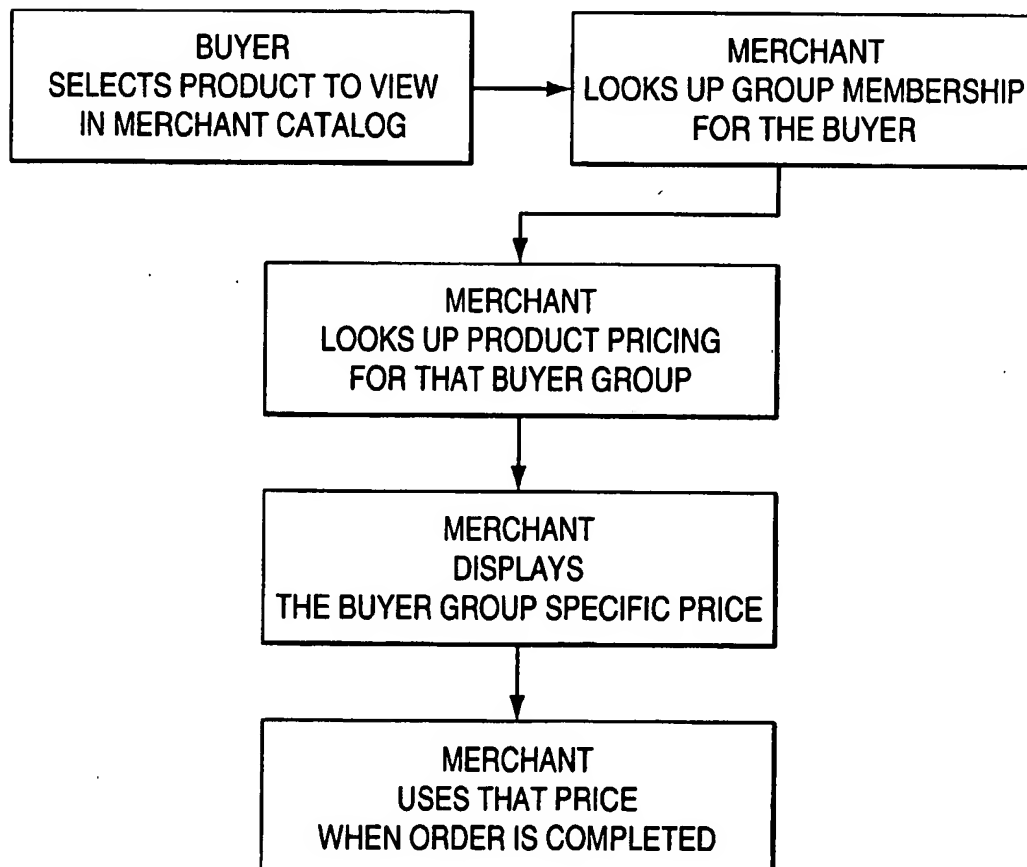 BUYER
SELECTS PRODUCT TO VIEW
IN MERCHANT CATALOG
MERCHANT
LOOKS UP GROUP MEMBERSHIP
FOR THE BUYER
MERCHANT
LOOKS UP PRODUCT PRICING
FOR THAT BUYER GROUP
MERCHANT
DISPLAYS
THE BUYER GROUP SPECIFIC PRICE
MERCHANT
USES THAT PRICE
WHEN ORDER IS COMPLETED